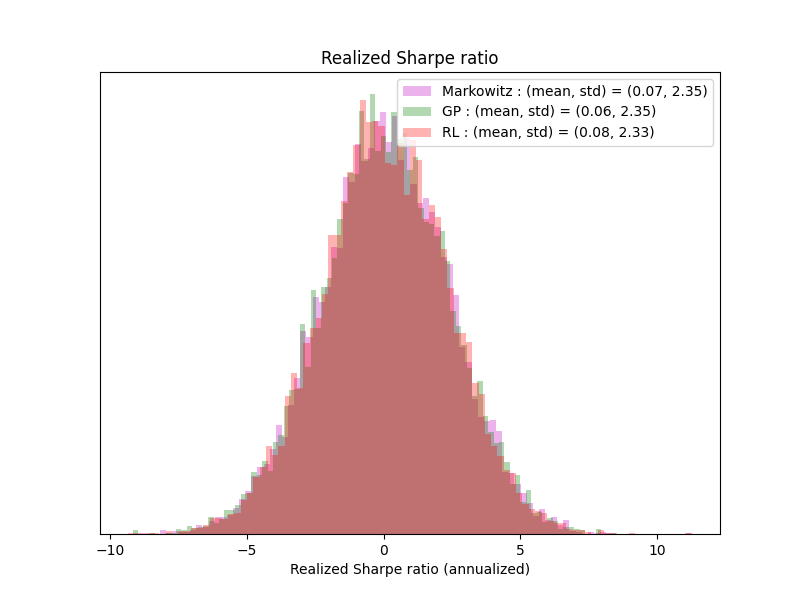 Realized Sharpe ratio
Markowitz : (mean, std) = (0.07, 2.35)
GP : (mean, std) = (0.06, 2.35)
RL : (mean, std) = (0.08, 2.33)
−10 −5 0 5 10
Realized Sharpe ratio (annualized)